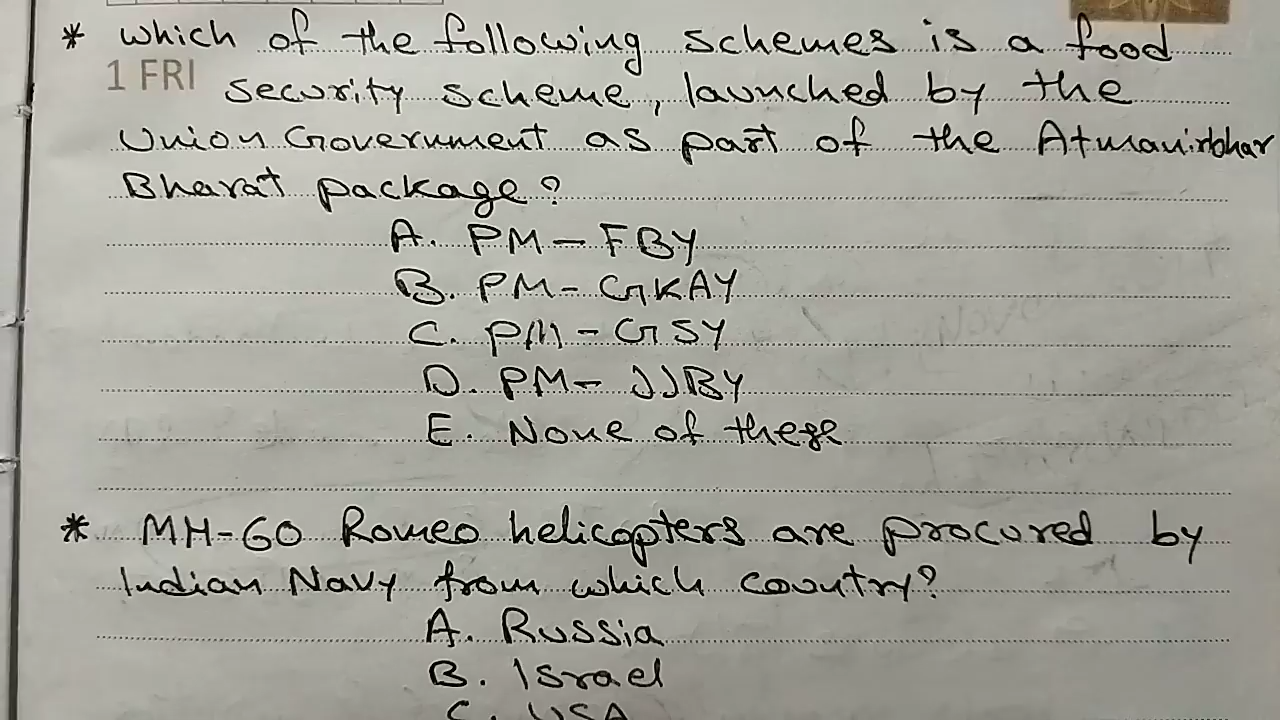 * Which of the following schemes is a food
1 FRI security scheme, launched by the
Union Government as part of the Atmanirbhar
Bharat package?
A. PM - FBY
B. PM - GKAY
C. PM - GSY
D. PM - JJBY
E. None of these
* MH-60 Romeo helicopters are procured by
Indian Navy from which country?
A. Russia
B. Israel
C. USA